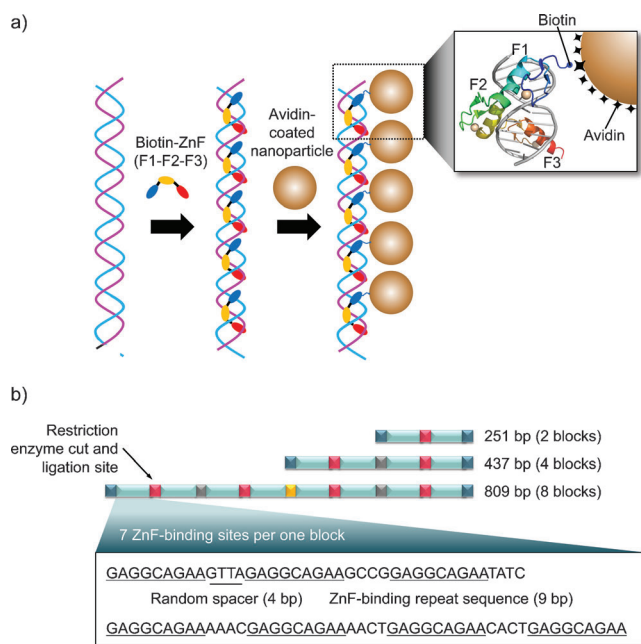 a)
Biotin-ZnF
(F1-F2-F3)
Avidin-
coated
nanoparticle
Biotin
F1
F2
F3
Avidin
b)
Restriction
enzyme cut and
ligation site
251 bp (2 blocks)
437 bp (4 blocks)
809 bp (8 blocks)
7 ZnF-binding sites per one block
GAGGCAGAAGTTAGAGGCAGAAGCCGGAGGCAGAATATC
Random spacer (4 bp) ZnF-binding repeat sequence (9 bp)
GAGGCAGAAAAACGAGGCAGAAAACTGAGGCAGAACACTGAGGCAGAA